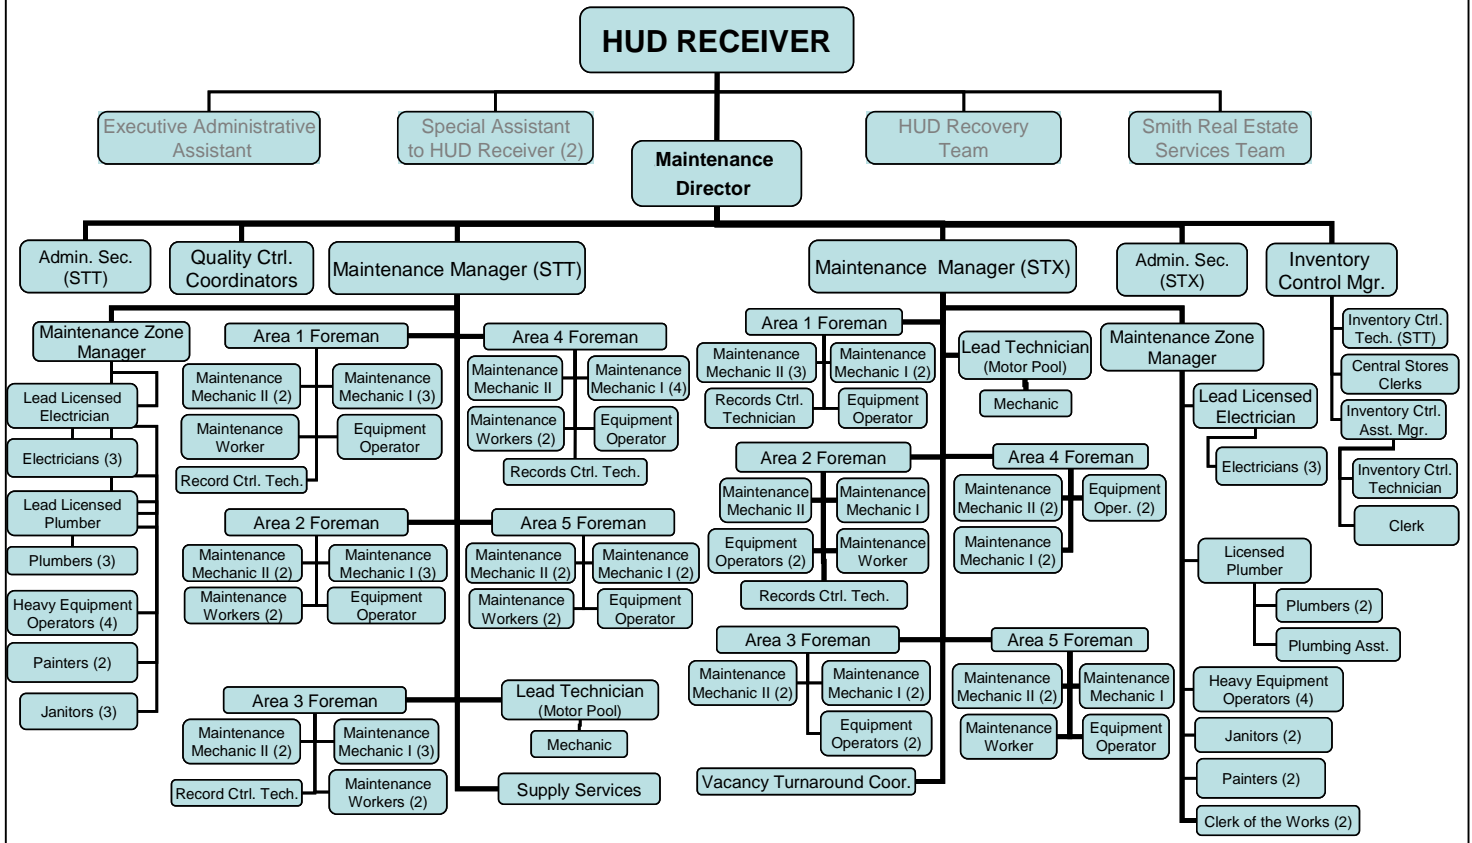 HUD RECEIVER
Executive Administrative
Assistant
Special Assistant
to HUD Receiver (2)
HUD Recovery
Team
Smith Real Estate
Services Team
Maintenance
Director
Admin. Sec.
(STT)
Quality Ctrl.
Coordinators
Maintenance Manager (STT)
Maintenance Manager (STX)
Admin. Sec.
(STX)
Inventory
Control Mgr.
Maintenance Zone
Manager
Lead Licensed
Electrician
Electricians (3)
Lead Licensed
Plumber
Plumbers (3)
Heavy Equipment
Operators (4)
Painters (2)
Janitors (3)
Area 1 Foreman
Maintenance
Mechanic II (2)
Maintenance
Mechanic I (3)
Maintenance
Worker
Equipment
Operator
Record Ctrl. Tech.
Area 4 Foreman
Maintenance
Mechanic II
Maintenance
Mechanic I (4)
Maintenance
Workers (2)
Equipment
Operator
Records Ctrl. Tech.
Area 2 Foreman
Maintenance
Mechanic II (2)
Maintenance
Mechanic I (3)
Maintenance
Workers (2)
Equipment
Operator
Area 5 Foreman
Maintenance
Mechanic II (2)
Maintenance
Mechanic I (2)
Maintenance
Workers (2)
Equipment
Operator
Area 3 Foreman
Maintenance
Mechanic II (2)
Maintenance
Mechanic I (3)
Record Ctrl. Tech.
Maintenance
Workers (2)
Lead Technician
(Motor Pool)
Mechanic
Supply Services
Area 1 Foreman
Maintenance
Mechanic II (3)
Maintenance
Mechanic I (2)
Records Ctrl.
Technician
Equipment
Operator
Lead Technician
(Motor Pool)
Mechanic
Area 2 Foreman
Maintenance
Mechanic II
Maintenance
Mechanic I
Equipment
Operators (2)
Maintenance
Worker
Records Ctrl. Tech.
Area 4 Foreman
Maintenance
Mechanic II (2)
Equipment
Oper. (2)
Maintenance
Mechanic I (2)
Area 3 Foreman
Maintenance
Mechanic II (2)
Maintenance
Mechanic I (2)
Equipment
Operators (2)
Area 5 Foreman
Maintenance
Mechanic II (2)
Maintenance
Mechanic I
Maintenance
Worker
Equipment
Operator
Vacancy Turnaround Coor.
Maintenance Zone
Manager
Lead Licensed
Electrician
Electricians (3)
Licensed
Plumber
Plumbers (2)
Plumbing Asst.
Heavy Equipment
Operators (4)
Janitors (2)
Painters (2)
Clerk of the Works (2)
Inventory Ctrl.
Tech. (STT)
Central Stores
Clerks
Inventory Ctrl.
Asst. Mgr.
Inventory Ctrl.
Technician
Clerk